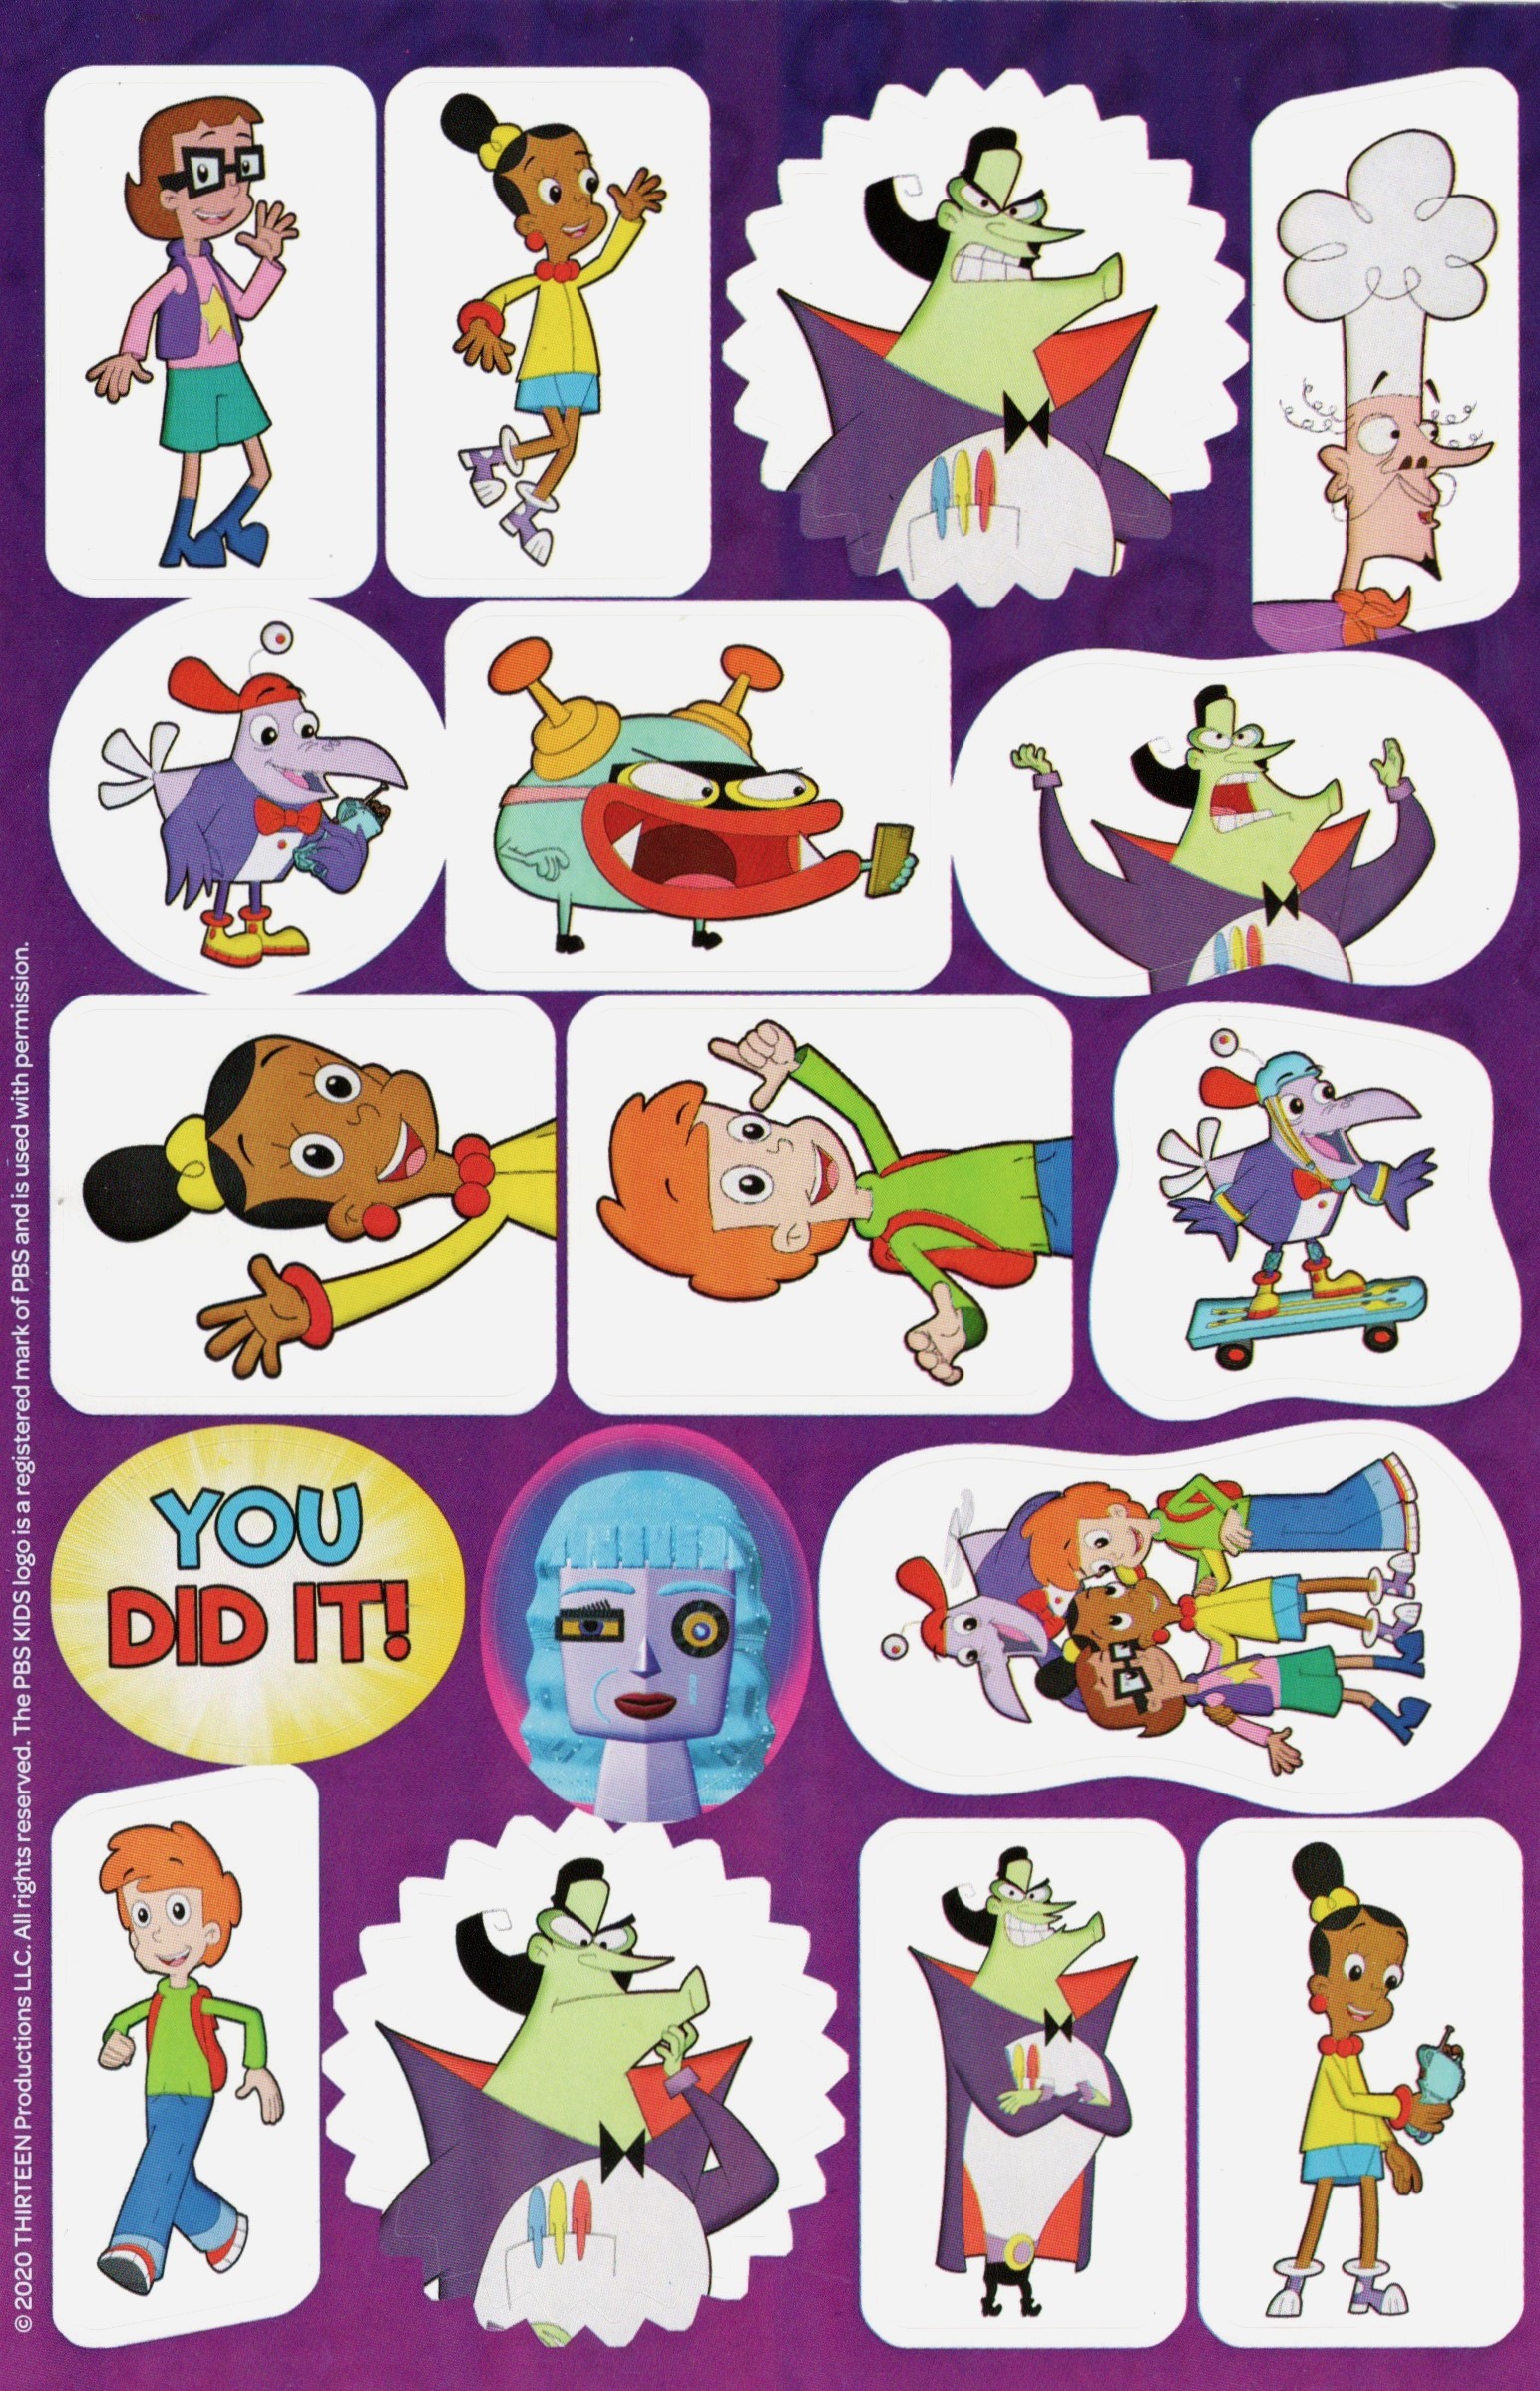 YOU
DID IT!
© 2020 THIRTEEN Productions LLC. All rights reserved. The PBS KIDS logo is a registered mark of PBS and is used with permission.